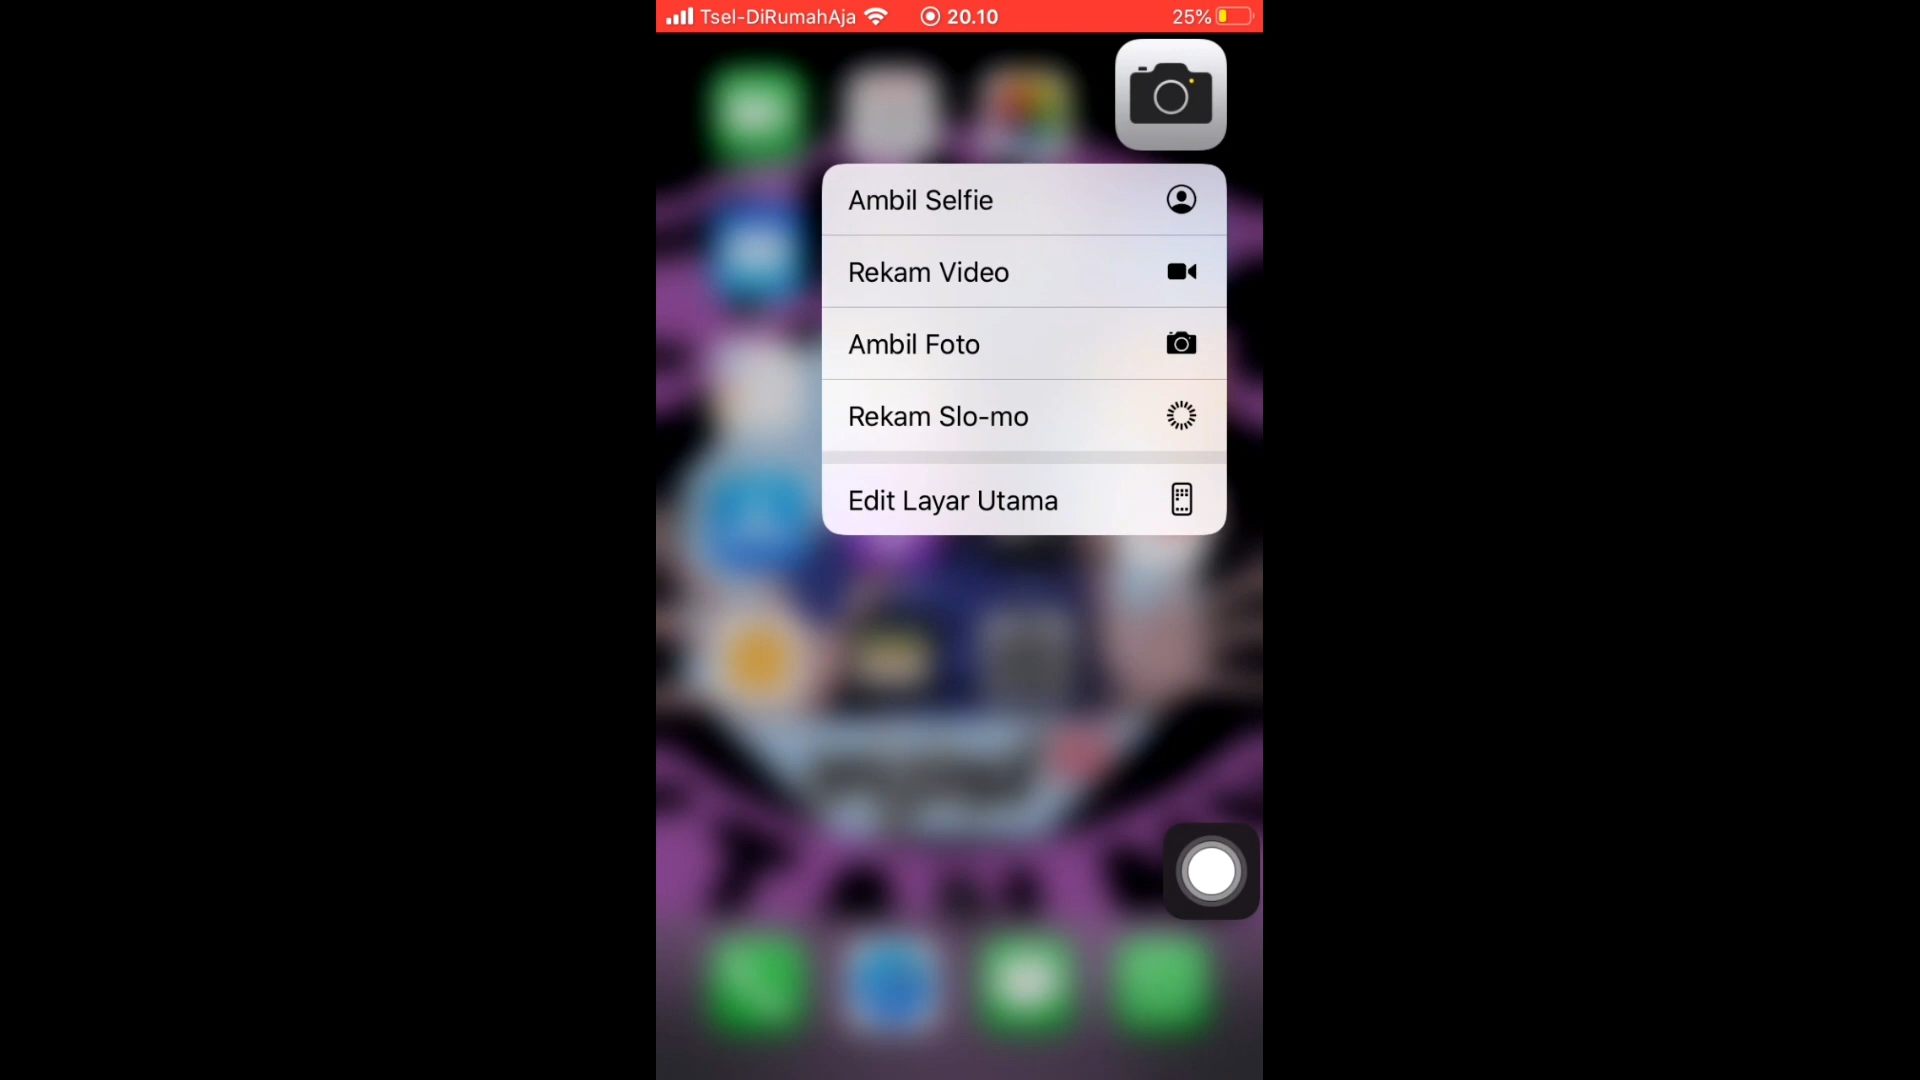 Tsel-DiRumahAja 20.10 25%
Ambil Selfie
Rekam Video
Ambil Foto
Rekam Slo-mo
Edit Layar Utama